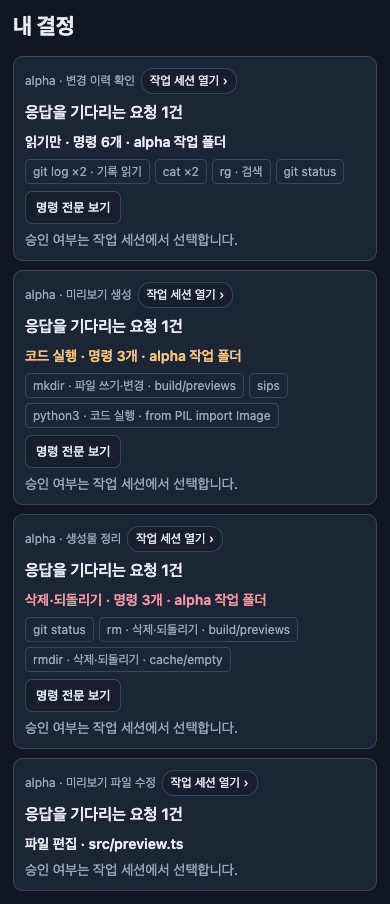 내 결정
alpha · 변경 이력 확인 작업 세션 열기 ›
응답을 기다리는 요청 1건
읽기만 · 명령 6개 · alpha 작업 폴더
git log ×2 · 기록 읽기 cat ×2 rg · 검색 git status
명령 전문 보기
승인 여부는 작업 세션에서 선택합니다.
alpha · 미리보기 생성 작업 세션 열기 ›
응답을 기다리는 요청 1건
코드 실행 · 명령 3개 · alpha 작업 폴더
mkdir · 파일 쓰기·변경 · build/previews sips
python3 · 코드 실행 · from PIL import Image
명령 전문 보기
승인 여부는 작업 세션에서 선택합니다.
alpha · 생성물 정리 작업 세션 열기 ›
응답을 기다리는 요청 1건
삭제·되돌리기 · 명령 3개 · alpha 작업 폴더
git status rm · 삭제·되돌리기 · build/previews
rmdir · 삭제·되돌리기 · cache/empty
명령 전문 보기
승인 여부는 작업 세션에서 선택합니다.
alpha · 미리보기 파일 수정 작업 세션 열기 ›
응답을 기다리는 요청 1건
파일 편집 · src/preview.ts
승인 여부는 작업 세션에서 선택합니다.